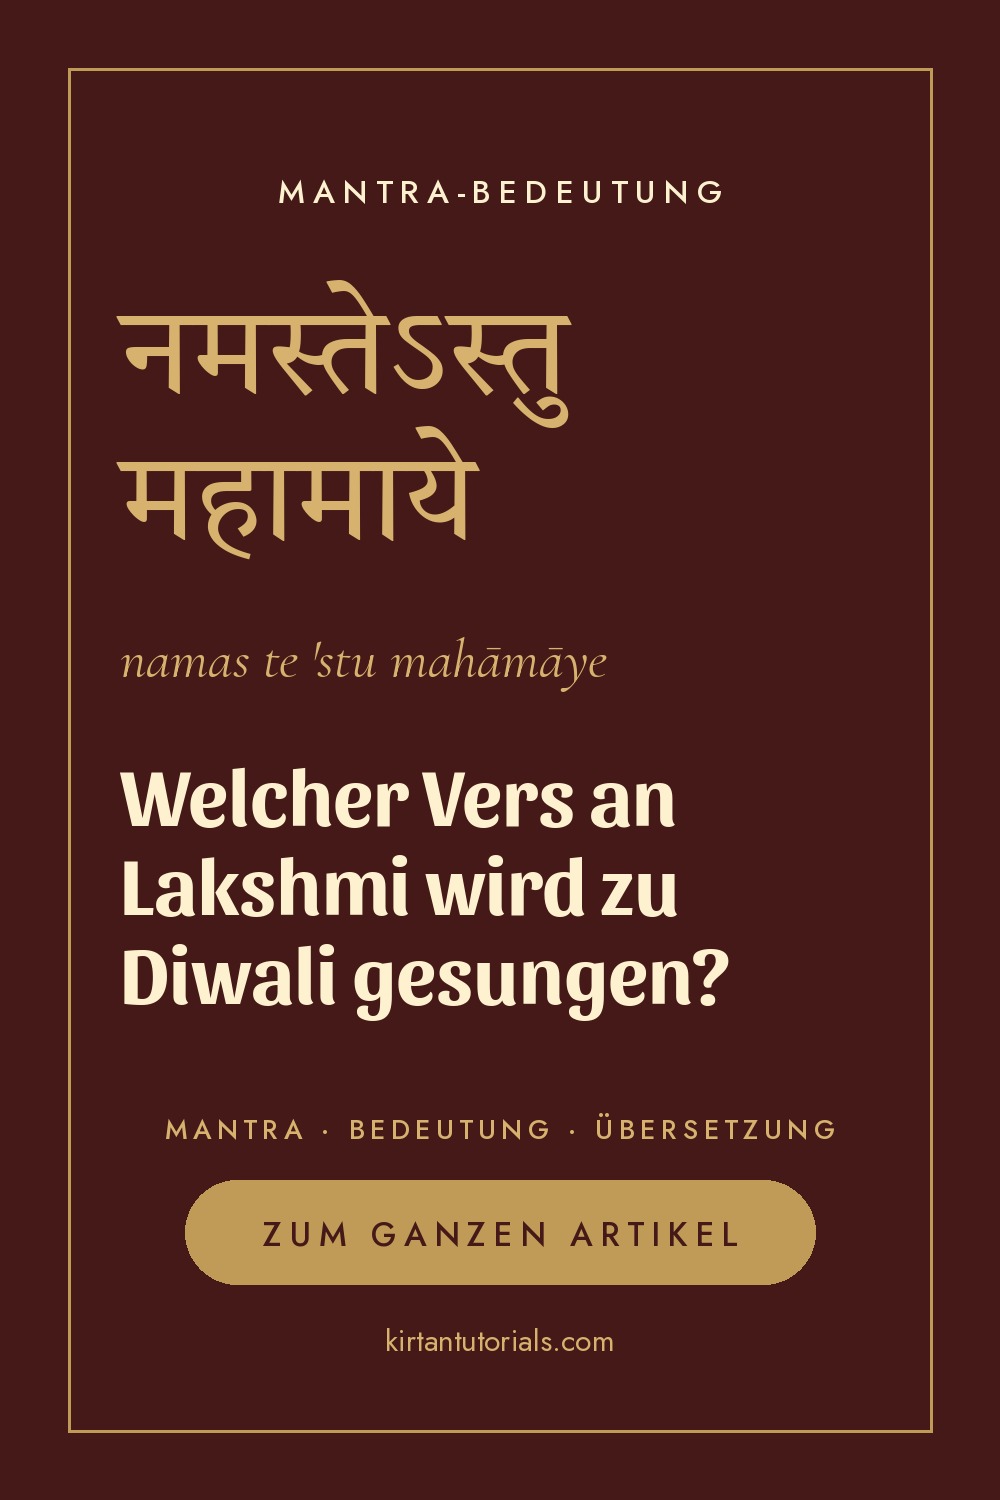 MANTRA-BEDEUTUNG
नमस्तेऽस्तु
महामाये
namas te 'stu mahāmāye
Welcher Vers an
Lakshmi wird zu
Diwali gesungen?
MANTRA · BEDEUTUNG · ÜBERSETZUNG
ZUM GANZEN ARTIKEL
kirtantutorials.com